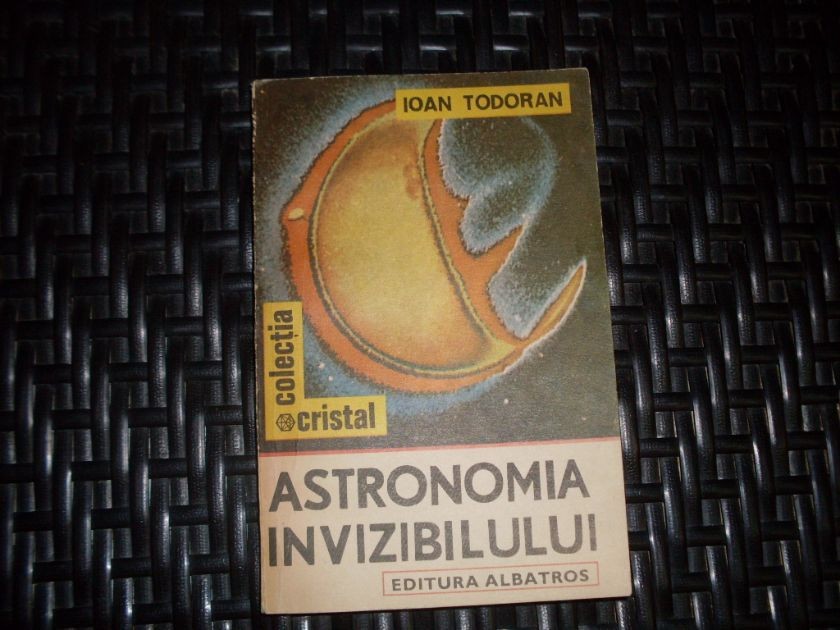 IOAN TODORAN
colecția
cristal
ASTRONOMIA
INVIZIBILULUI
EDITURA ALBATROS